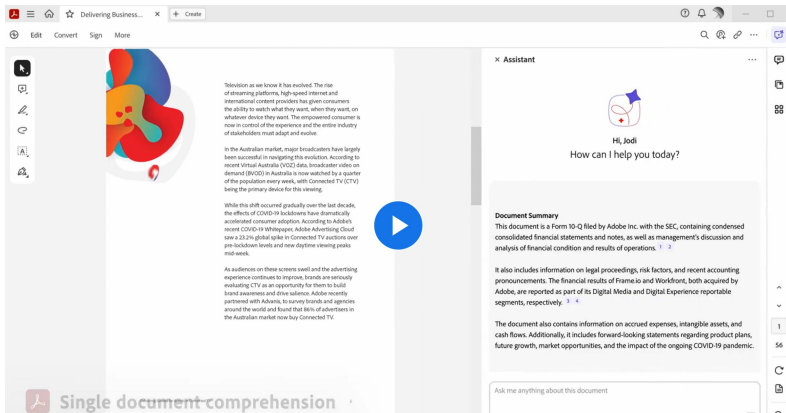 Delivering Business...
Create
Edit
Convert
Sign
More
Television as we know it has evolved. The rise
of streaming platforms, high-speed internet and
international content providers has given consumers
the ability to watch what they want, when they want, on
whatever device they want. The empowered consumer is
now in control of the experience and the entire industry
of stakeholders must adapt and evolve.
In the Australian market, major broadcasters have largely
been successful in navigating this evolution. According to
recent Virtual Australia (VOZ) data, broadcaster video on
demand (BVOD) in Australia is now watched by a quarter
of the population every week, with Connected TV (CTV)
being the primary device for this viewing.
While this shift occurred gradually over the last decade,
the effects of COVID-19 lockdowns have dramatically
accelerated consumer adoption. According to Adobe's
recent COVID-19 Whitepaper, Adobe Advertising Cloud
saw a 23.2% global spike in Connected TV auctions over
pre-lockdown levels and new daytime viewing peaks
mid-week.
As audiences on these screens swell and the advertising
experience continues to improve, brands are seriously
evaluating CTV as an opportunity for them to build
brand awareness and drive salience. Adobe recently
partnered with Advanis, to survey brands and agencies
around the world and found that 86% of advertisers in
the Australian market now buy Connected TV.
Single document comprehension
Assistant
Hi, Jodi
How can I help you today?
Document Summary
This document is a Form 10-Q filed by Adobe Inc. with the SEC, containing condensed
consolidated financial statements and notes, as well as management's discussion and
analysis of financial condition and results of operations. 1 2
It also includes information on legal proceedings, risk factors, and recent accounting
pronouncements. The financial results of Frame.io and Workfront, both acquired by
Adobe, are reported as part of its Digital Media and Digital Experience reportable
segments, respectively. 3 4
The document also contains information on accrued expenses, intangible assets, and
cash flows. Additionally, it includes forward-looking statements regarding product plans,
future growth, market opportunities, and the impact of the ongoing COVID-19 pandemic.
Ask me anything about this document
1
56